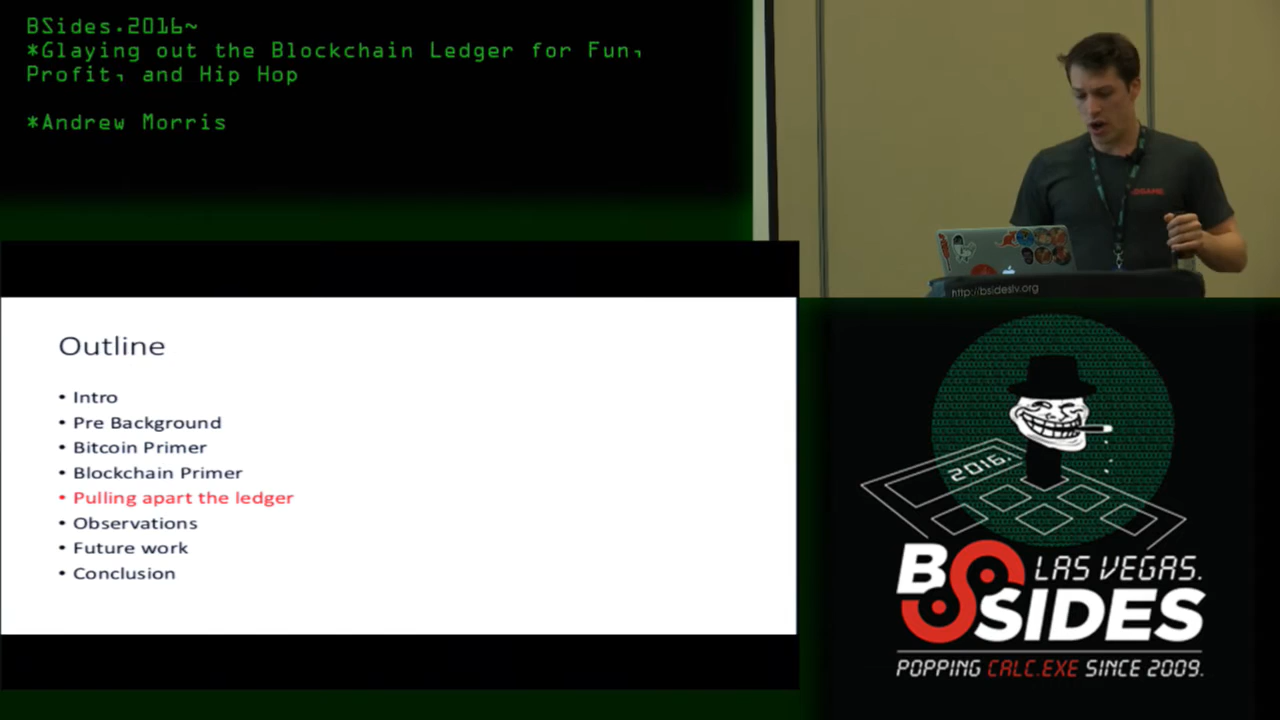 BSides.2016~
*Glaying out the Blockchain Ledger for Fun,
Profit, and Hip Hop
*Andrew Morris
http://bsideslv.org
Outline
• Intro
• Pre Background
• Bitcoin Primer
• Blockchain Primer
• Pulling apart the ledger
• Observations
• Future work
• Conclusion
2016.
BSIDES
LAS VEGAS.
POPPING CALC.EXE SINCE 2009.